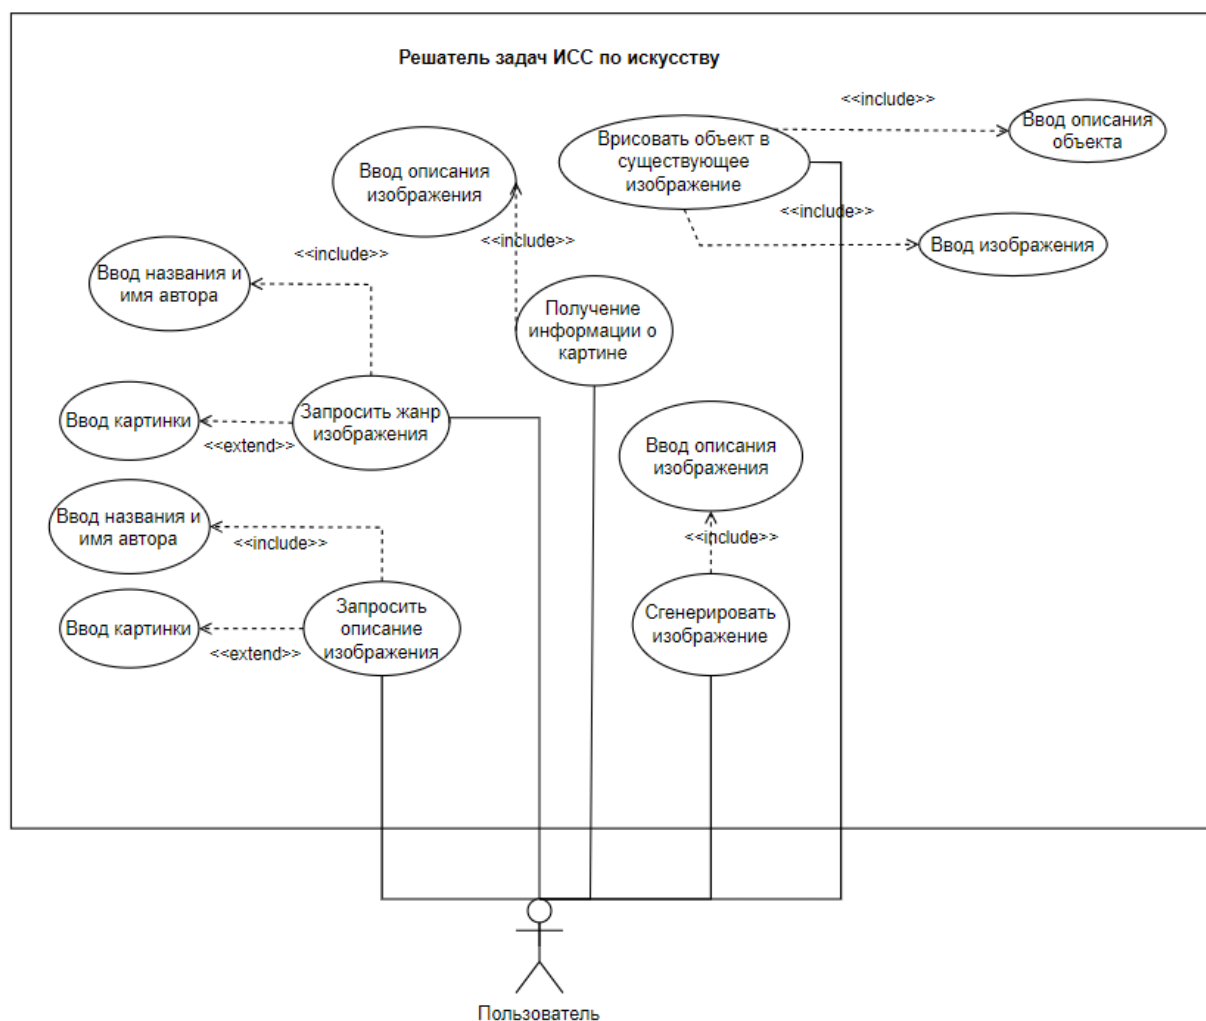 Решатель задач ИСС по искусству
<<include>>
Врисовать объект в
существующее
изображение
Ввод описания
объекта
Ввод описания
изображения
<<include>>
Ввод изображения
<<include>>
<<include>>
Ввод названия и
имя автора
Получение
информации о
картине
Ввод картинки
<<extend>>
Запросить жанр
изображения
Ввод описания
изображения
Ввод названия и
имя автора
<<include>>
<<include>>
Ввод картинки
<<extend>>
Запросить
описание
изображения
Сгенерировать
изображение
Пользователь